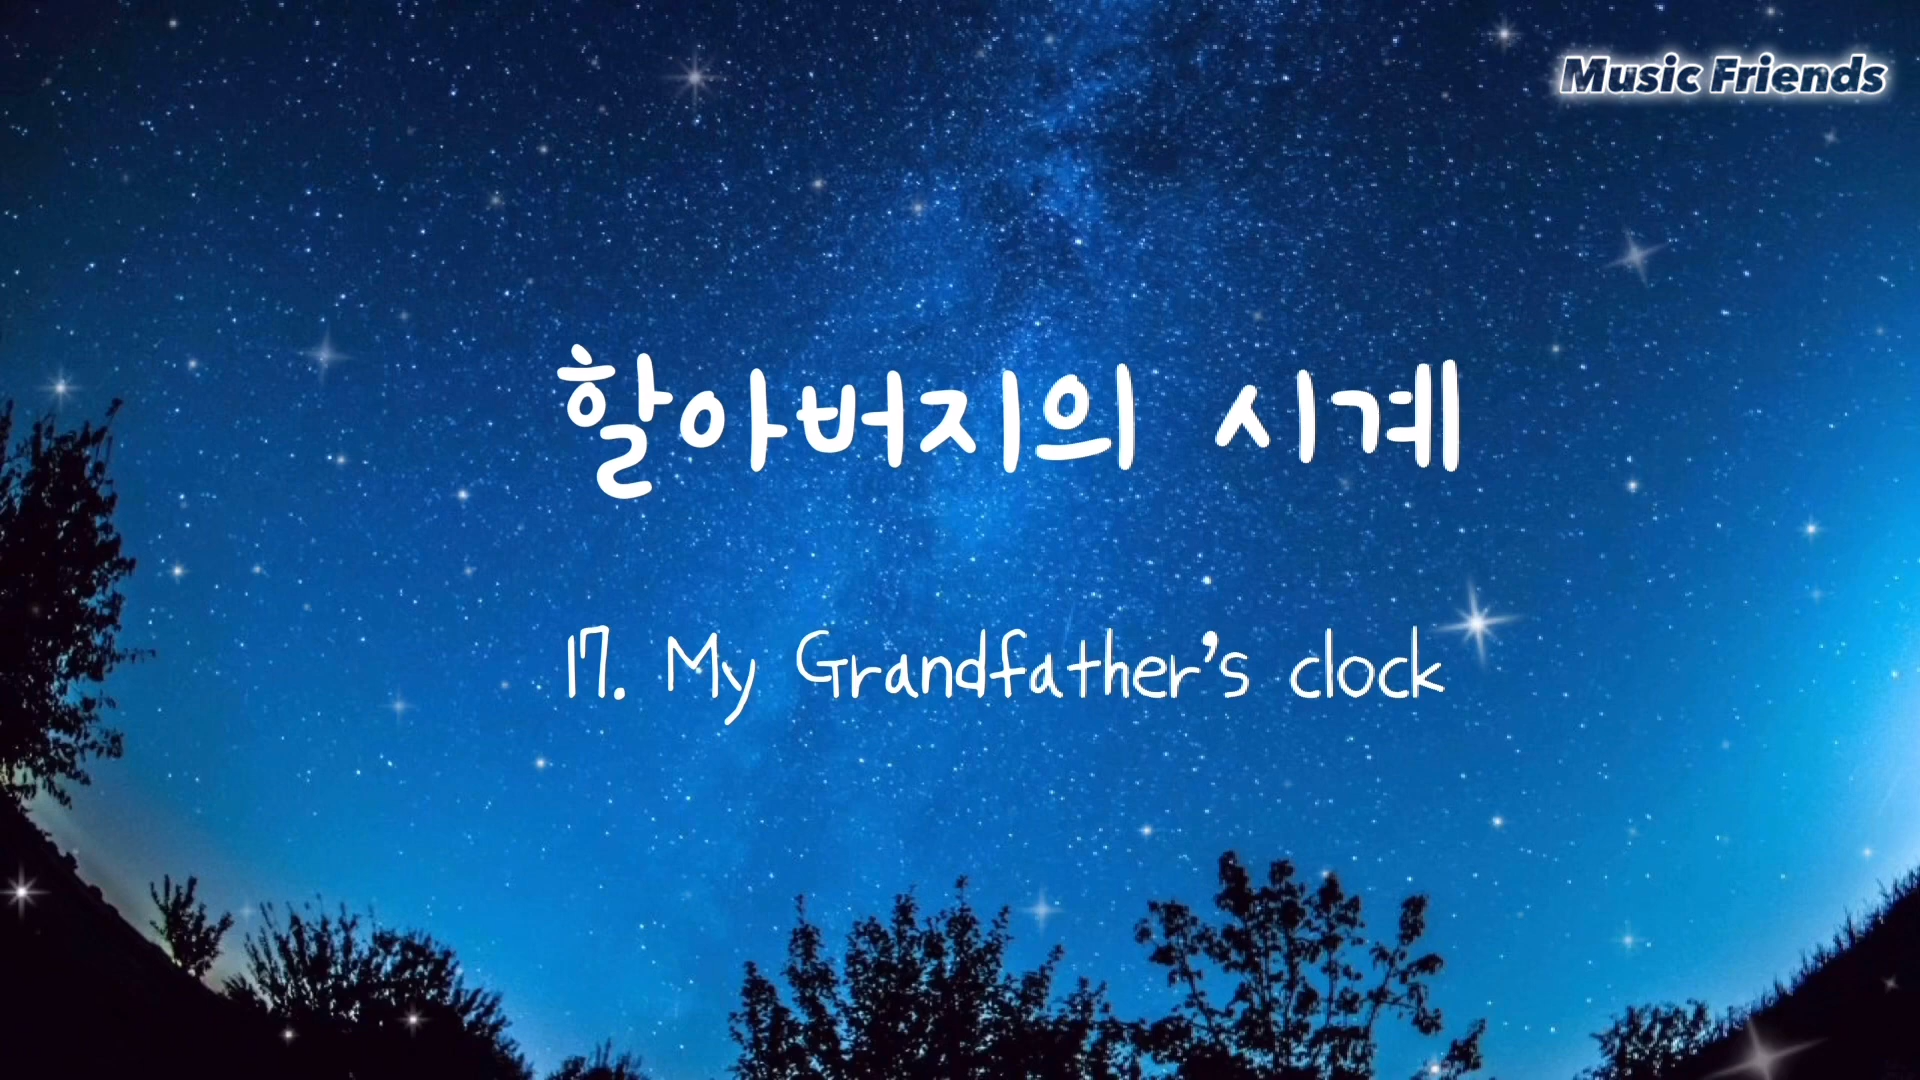 Music Friends
할아버지의 시계
17. My Grandfather's clock